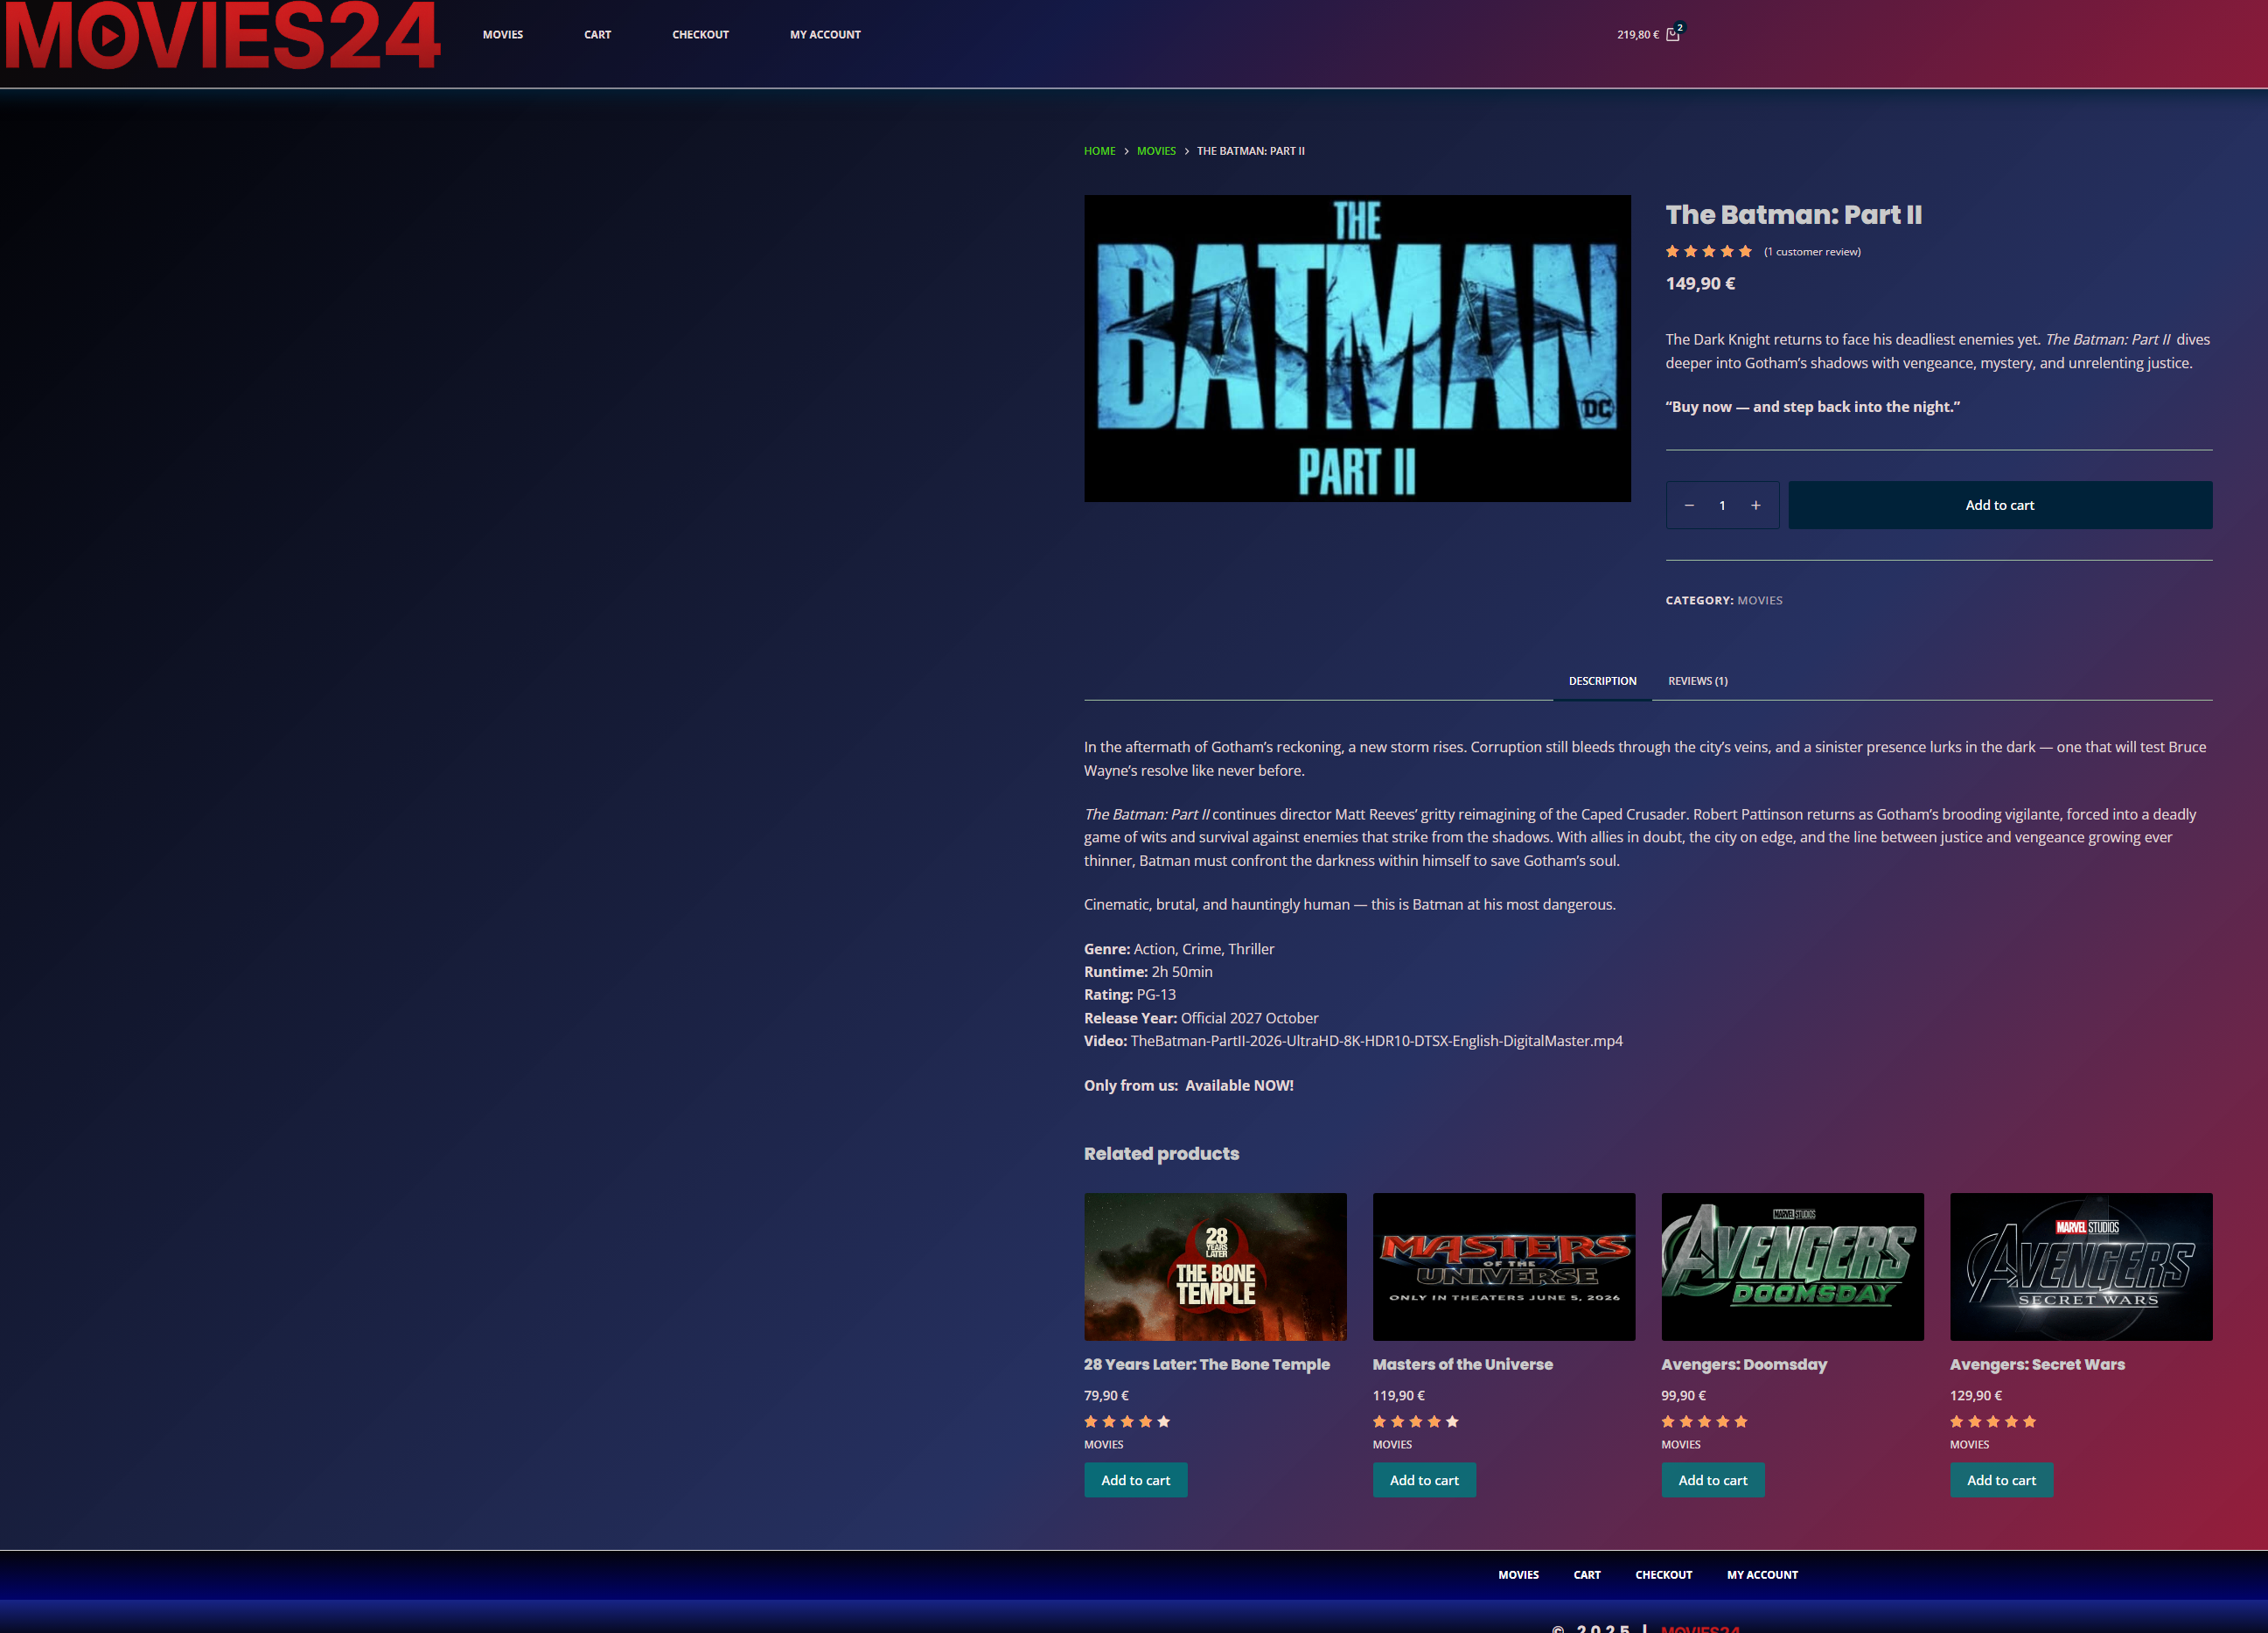 MOVIES24
MOVIES CART CHECKOUT MY ACCOUNT 219,80 € 2
HOME > MOVIES > THE BATMAN: PART II
THE
BATMAN
DC
PART II
The Batman: Part II
(1 customer review)
149,90 €
The Dark Knight returns to face his deadliest enemies yet. The Batman: Part II dives
deeper into Gotham’s shadows with vengeance, mystery, and unrelenting justice.
“Buy now — and step back into the night.”
− 1 + Add to cart
CATEGORY: MOVIES
DESCRIPTION REVIEWS (1)
In the aftermath of Gotham’s reckoning, a new storm rises. Corruption still bleeds through the city’s veins, and a sinister presence lurks in the dark — one that will test Bruce
Wayne’s resolve like never before.
The Batman: Part II continues director Matt Reeves’ gritty reimagining of the Caped Crusader. Robert Pattinson returns as Gotham’s brooding vigilante, forced into a deadly
game of wits and survival against enemies that strike from the shadows. With allies in doubt, the city on edge, and the line between justice and vengeance growing ever
thinner, Batman must confront the darkness within himself to save Gotham’s soul.
Cinematic, brutal, and hauntingly human — this is Batman at his most dangerous.
Genre: Action, Crime, Thriller
Runtime: 2h 50min
Rating: PG-13
Release Year: Official 2027 October
Video: TheBatman-PartII-2026-UltraHD-8K-HDR10-DTSX-English-DigitalMaster.mp4
Only from us: Available NOW!
Related products
28
YEARS
LATER
THE BONE
TEMPLE
MASTERS
OF THE
UNIVERSE
ONLY IN THEATERS JUNE 5, 2026
MARVEL STUDIOS
AVENGERS
DOOMSDAY
MARVEL STUDIOS
AVENGERS
SECRET WARS
28 Years Later: The Bone Temple
79,90 €
MOVIES
Add to cart
Masters of the Universe
119,90 €
MOVIES
Add to cart
Avengers: Doomsday
99,90 €
MOVIES
Add to cart
Avengers: Secret Wars
129,90 €
MOVIES
Add to cart
MOVIES CART CHECKOUT MY ACCOUNT
© 2025 | MOVIES24